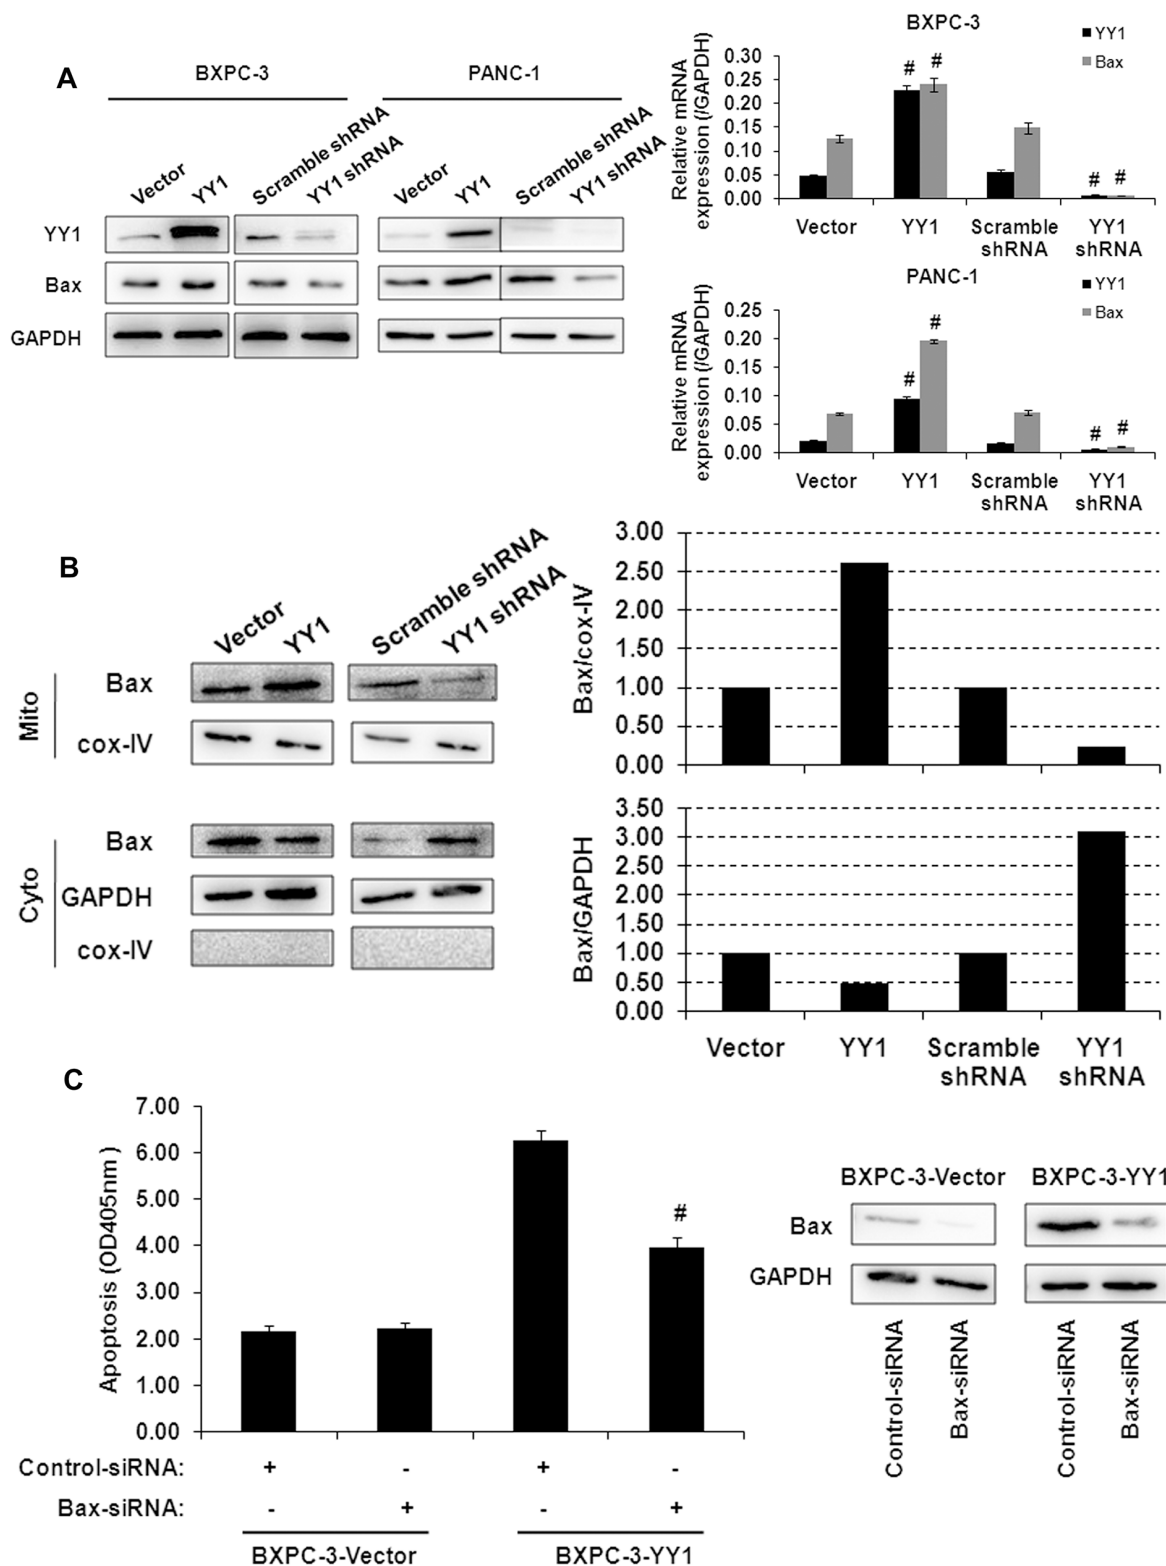 A
BXPC-3
PANC-1
Vector
YY1
Scramble shRNA
YY1 shRNA
Vector
YY1
Scramble shRNA
YY1 shRNA
YY1
Bax
GAPDH
BXPC-3
YY1
Bax
Relative mRNA
expression (/GAPDH)
0.30
0.25
0.20
0.15
0.10
0.05
0.00
# # # #
Vector YY1 Scramble shRNA YY1 shRNA
PANC-1
YY1
Bax
Relative mRNA
expression (/GAPDH)
0.25
0.20
0.15
0.10
0.05
0.00
# # # #
Vector YY1 Scramble shRNA YY1 shRNA
B
Vector
YY1
Scramble shRNA
YY1 shRNA
Mito
Bax
cox-IV
Cyto
Bax
GAPDH
cox-IV
Bax/cox-IV
3.00
2.50
2.00
1.50
1.00
0.50
0.00
Bax/GAPDH
3.50
3.00
2.50
2.00
1.50
1.00
0.50
0.00
Vector YY1 Scramble shRNA YY1 shRNA
C
Apoptosis (OD405nm)
7.00
6.00
5.00
4.00
3.00
2.00
1.00
0.00
#
Control-siRNA: + - + -
Bax-siRNA: - + - +
BXPC-3-Vector BXPC-3-YY1
BXPC-3-Vector BXPC-3-YY1
Bax
GAPDH
Control-siRNA
Bax-siRNA
Control-siRNA
Bax-siRNA